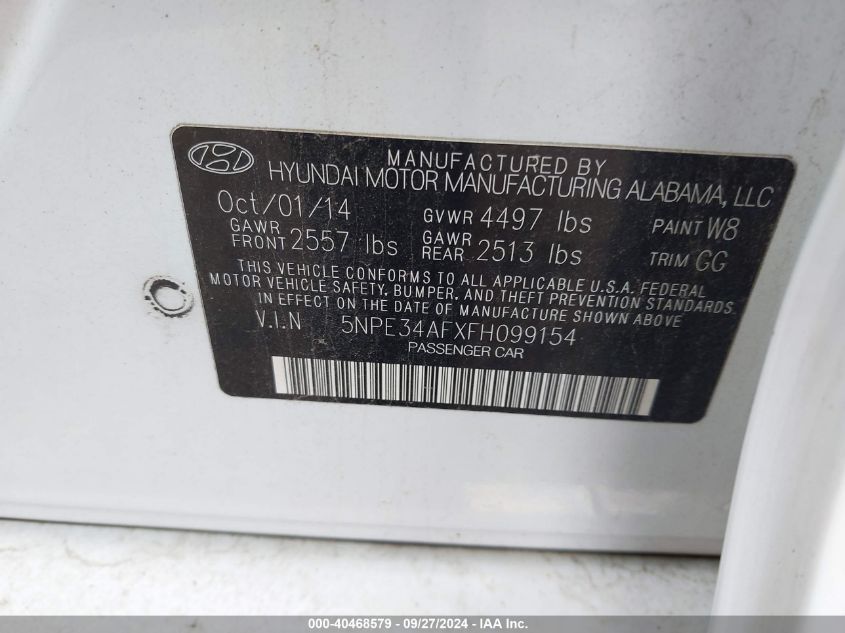 MANUFACTURED BY
HYUNDAI MOTOR MANUFACTURING ALABAMA, LLC
Oct/01/14 GVWR 4497 lbs PAINT W8
GAWR FRONT 2557 lbs GAWR REAR 2513 lbs TRIM GG
THIS VEHICLE CONFORMS TO ALL APPLICABLE U.S.A. FEDERAL
MOTOR VEHICLE SAFETY, BUMPER, AND THEFT PREVENTION STANDARDS
IN EFFECT ON THE DATE OF MANUFACTURE SHOWN ABOVE
V.I.N 5NPE34AFXFH099154
PASSENGER CAR
000-40468579 - 09/27/2024 - IAA Inc.